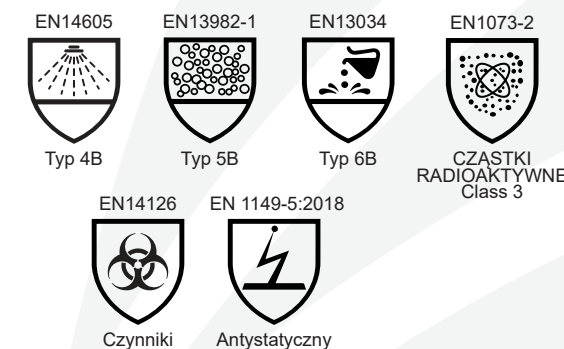 EN14605 EN13982-1 EN13034 EN1073-2
Typ 4B Typ 5B Typ 6B CZĄSTKI
RADIOAKTYWNE
Class 3
EN14126 EN 1149-5:2018
Czynniki Antystatyczny